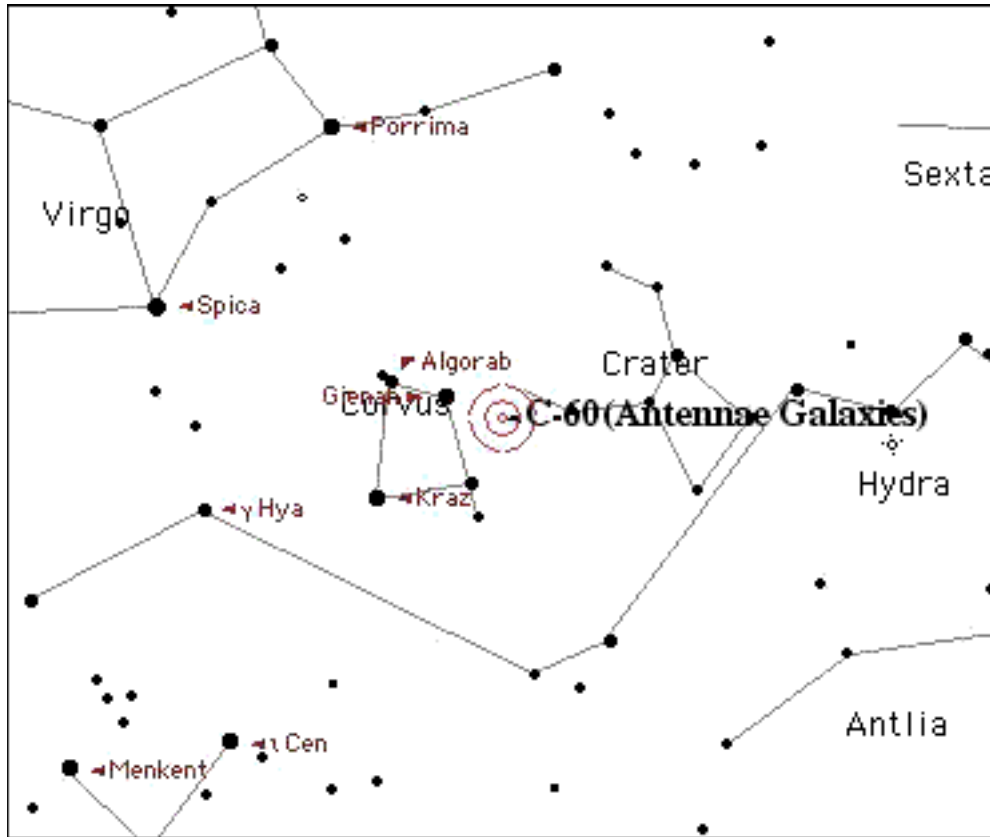 Porrima
Sexta
Virgo
Spica
Algorab
Crater
Gienah
Corvus
C-60(Antennae Galaxies)
Hydra
Kraz
γ Hya
Antlia
ι Cen
Menkent